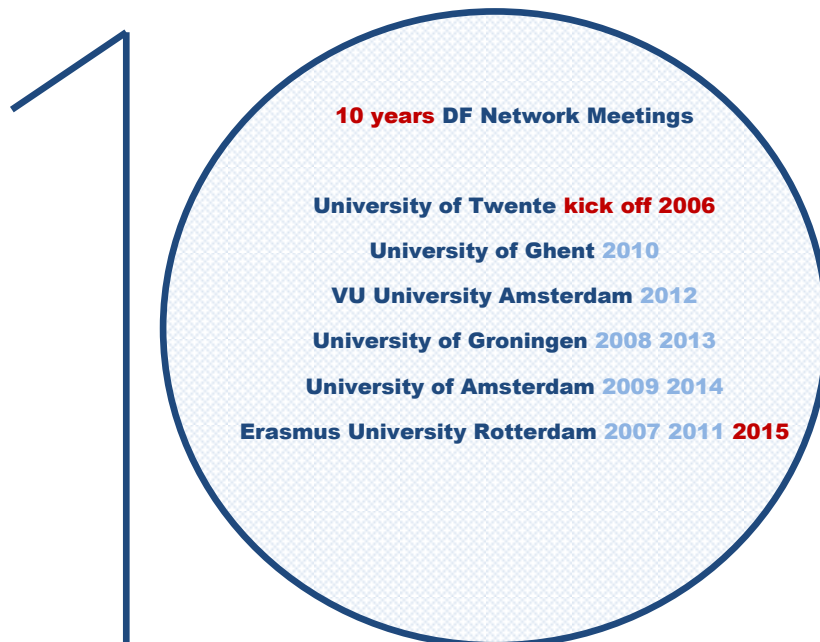 10 years DF Network Meetings
University of Twente kick off 2006
University of Ghent 2010
VU University Amsterdam 2012
University of Groningen 2008 2013
University of Amsterdam 2009 2014
Erasmus University Rotterdam 2007 2011 2015